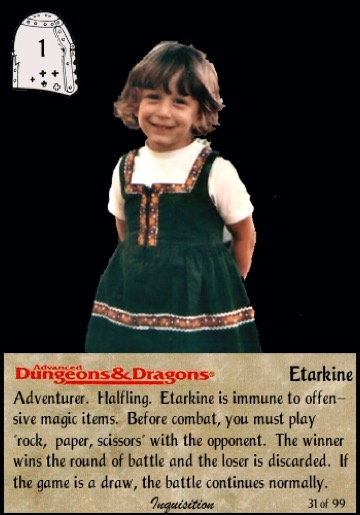 1
Advanced
Dungeons&Dragons®
Etarkine
Adventurer. Halfling. Etarkine is immune to offen-
sive magic items. Before combat, you must play
"rock, paper, scissors" with the opponent. The winner
wins the round of battle and the loser is discarded. If
the game is a draw, the battle continues normally.
Inquisition
31 of 99